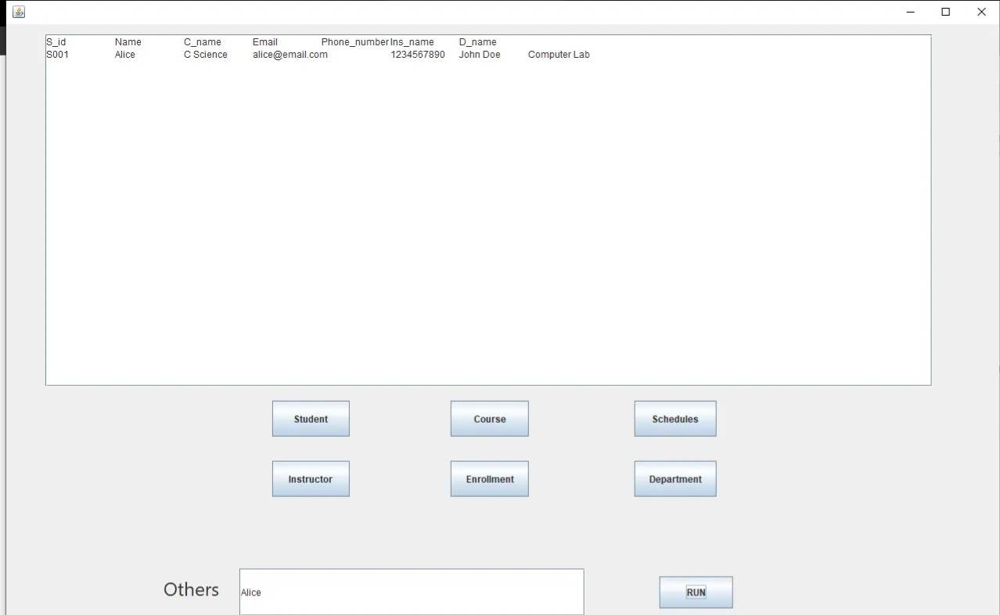 S_id Name C_name Email Phone_number Ins_name D_name
S001 Alice C Science alice@email.com 1234567890 John Doe Computer Lab
Student Course Schedules
Instructor Enrollment Department
Others Alice RUN